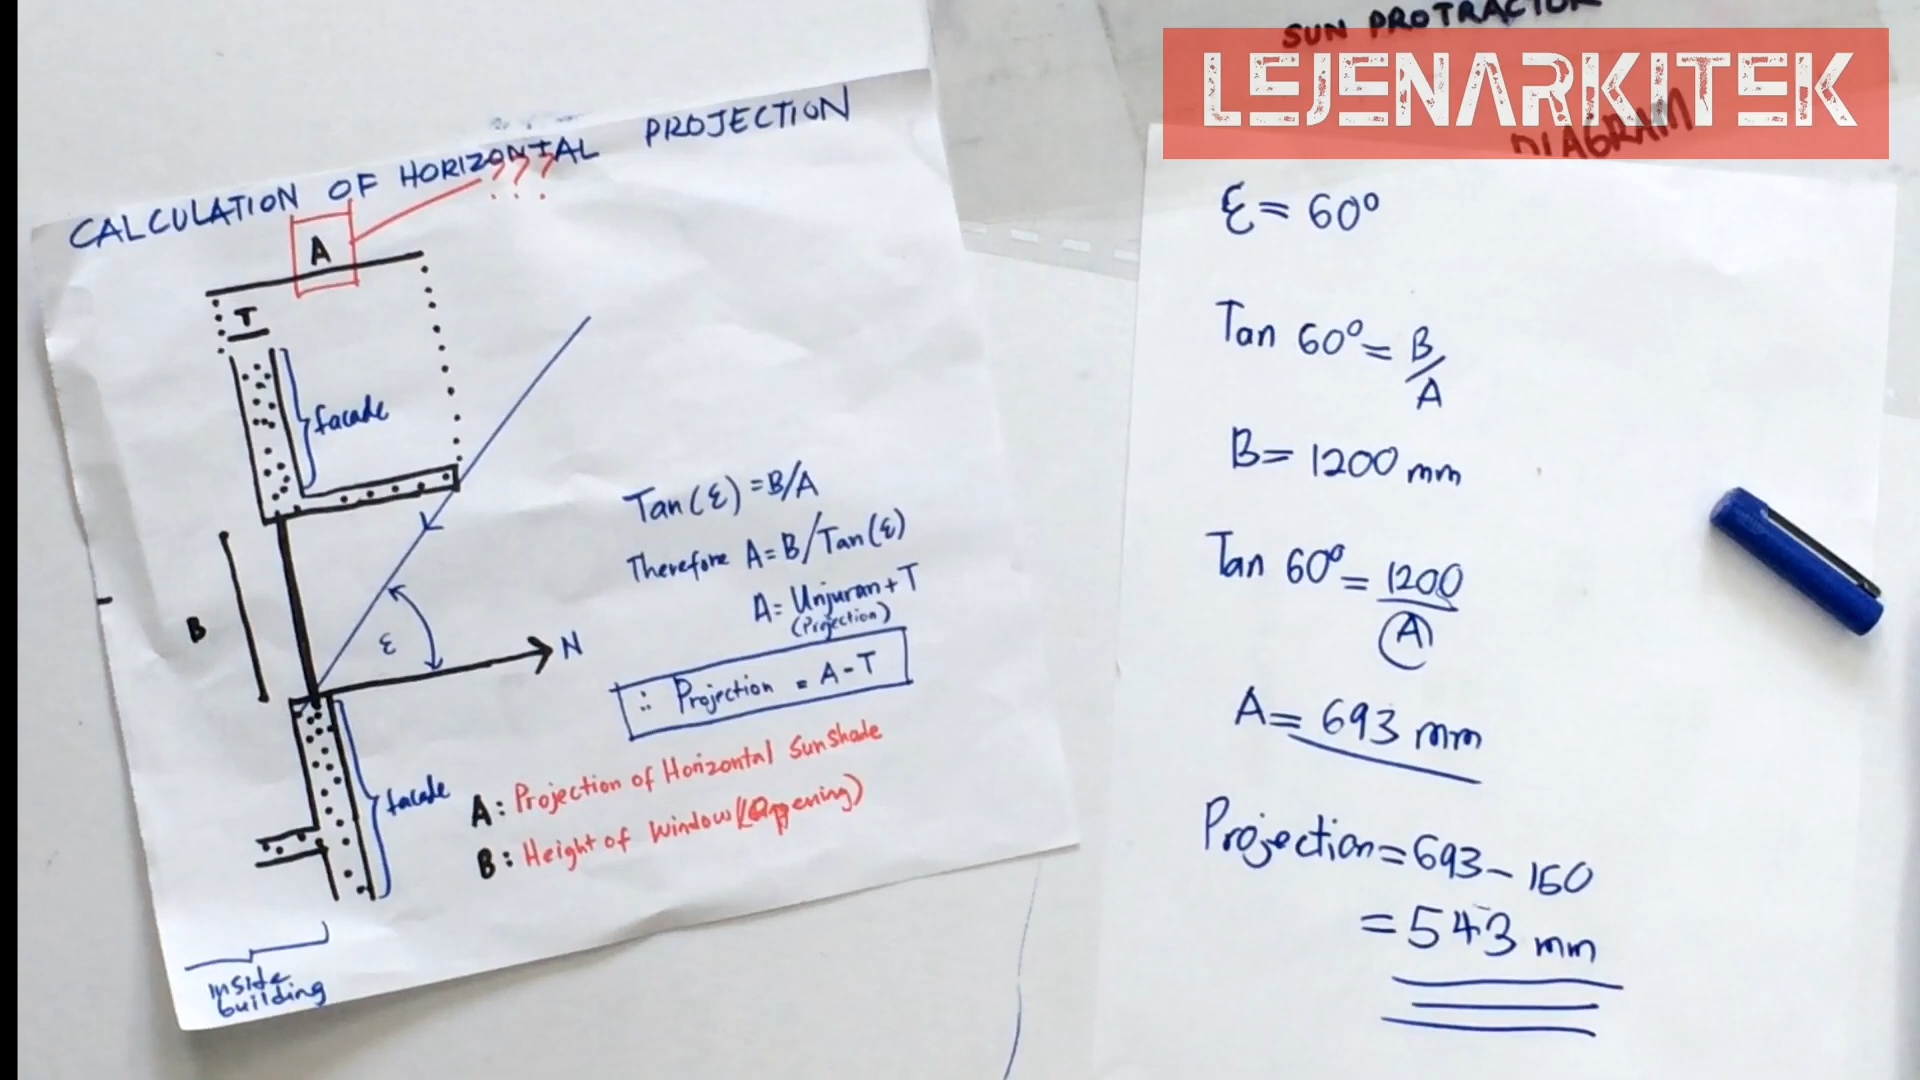 SUN PROTRACTOR
LEJENARKITEK
DIAGRAM
CALCULATION OF HORIZONTAL PROJECTION
???
A
T
facade
B
ε
N
facade
inside
building
Tan(ε) = B/A
Therefore A = B/Tan(ε)
A = Unjuran + T
(Projection)
∴ Projection = A - T
A: Projection of Horizontal Sunshade
B: Height of Window (Opening)
ε = 60°
Tan 60° = B/A
B = 1200 mm
Tan 60° = 1200
A
A = 693 mm
Projection = 693 - 150
= 543 mm